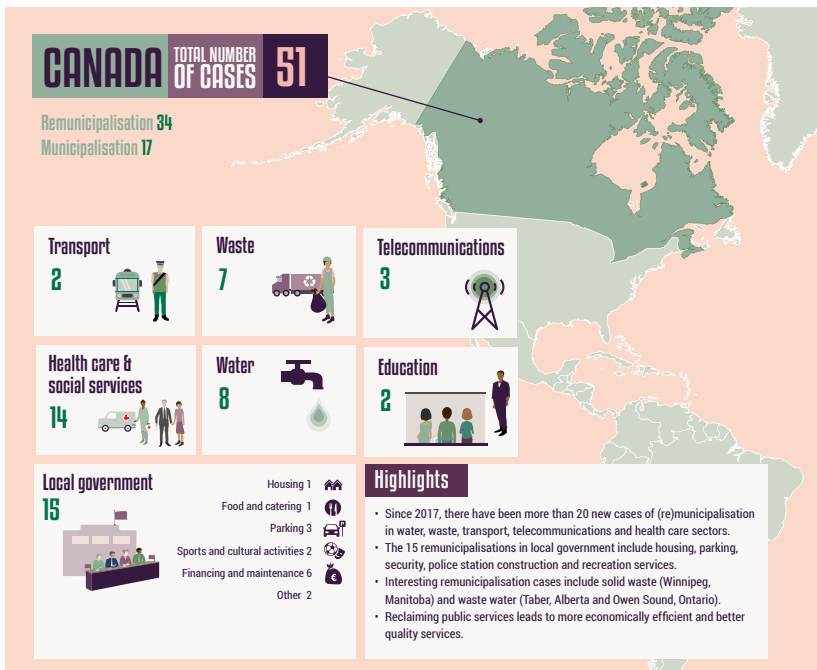 CANADA
TOTAL NUMBER
OF CASES
51
Remunicipalisation 34
Municipalisation 17
Transport
2
Waste
7
Telecommunications
3
Health care &
social services
14
Water
8
Education
2
Local government
15
Housing 1
Food and catering 1
Parking 3
Sports and cultural activities 2
Financing and maintenance 6
€
Other 2
Highlights
• Since 2017, there have been more than 20 new cases of (re)municipalisation
in water, waste, transport, telecommunications and health care sectors.
• The 15 remunicipalisations in local government include housing, parking,
security, police station construction and recreation services.
• Interesting remunicipalisation cases include solid waste (Winnipeg,
Manitoba) and waste water (Taber, Alberta and Owen Sound, Ontario).
• Reclaiming public services leads to more economically efficient and better
quality services.